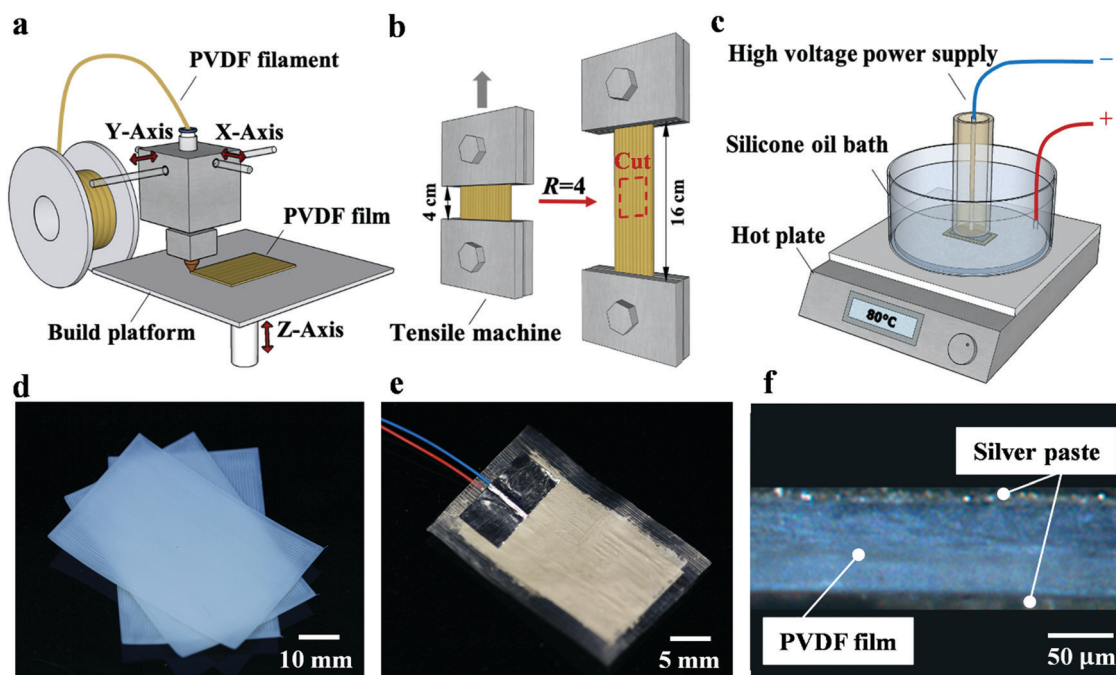 a
PVDF filament
Y-Axis
X-Axis
PVDF film
Build platform
Z-Axis
b
4 cm
R=4
Cut
16 cm
Tensile machine
c
High voltage power supply
−
+
Silicone oil bath
Hot plate
80°C
d
10 mm
e
5 mm
f
Silver paste
PVDF film
50 μm